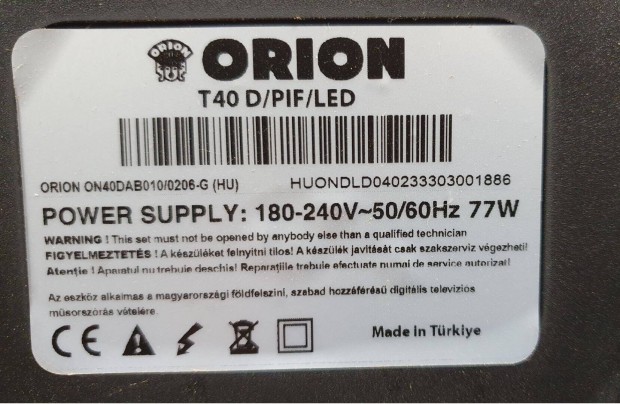 ORION
ORION
T40 D/PIF/LED
ORION ON40DAB010/0206-G (HU)
HUONDLD040233303001886
POWER SUPPLY: 180-240V~50/60Hz 77W
WARNING ! This set must not be opened by anybody else than a qualified technician
FIGYELMEZTETÉS ! A készüléket felnyitni tilos! A készülék javítását csak szakszerviz végezheti!
Atenţie ! Aparatul nu trebuie deschis! Reparaţiile trebuie efectuate numai de service autorizat!
Az eszköz alkalmas a magyarországi földfelszíni, szabad hozzáférésű digitális televíziós
műsorszórás vételére.
CE
Made in Türkiye